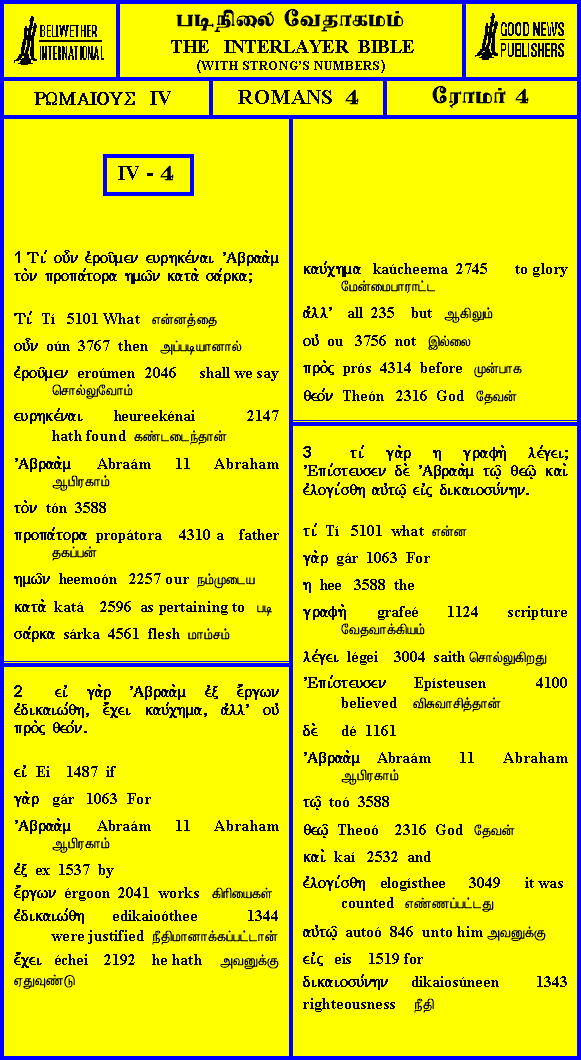 BELLWETHER
INTERNATIONAL
படிநிலை வேதாகமம்
THE INTERLAYER BIBLE
(WITH STRONG'S NUMBERS)
GOOD NEWS
PUBLISHERS
ΡΩΜΑΙΟΥΣ IV
ROMANS 4
ரோமர் 4
IV - 4
1 Τί οὖν ἐροῦμεν ευρηκέναι Ἀβραὰμ
τὸν προπάτορα ημῶν κατὰ σάρκα;
Τί Tí 5101 What என்னத்தை
οὖν oún 3767 then அப்படியானால்
ἐροῦμεν eroúmen 2046 shall we say
சொல்லுவோம்
ευρηκέναι heureekénai 2147
hath found கண்டடைந்தான்
Ἀβραὰμ Abraám 11 Abraham
ஆபிரகாம்
τὸν tón 3588
προπάτορα propátora 4310 a father
தகப்பன்
ημῶν heemoón 2257 our நம்முடைய
κατὰ katá 2596 as pertaining to படி
σάρκα sárka 4561 flesh மாம்சம்
2 εἰ γὰρ Ἀβραὰμ ἐξ ἔργων
ἐδικαιώθη, ἔχει καύχημα, ἀλλ' οὐ
πρὸς θεόν.
εἰ Ei 1487 if
γὰρ gár 1063 For
Ἀβραὰμ Abraám 11 Abraham
ஆபிரகாம்
ἐξ ex 1537 by
ἔργων érgoon 2041 works கிரியைகள்
ἐδικαιώθη edikaioóthee 1344
were justified நீதிமானாக்கப்பட்டான்
ἔχει échei 2192 he hath அவனுக்கு
ஏதுவுண்டு
καύχημα kaúcheema 2745 to glory
மேன்மைபாராட்ட
ἀλλ' all 235 but ஆகிலும்
οὐ ou 3756 not இல்லை
πρὸς prós 4314 before முன்பாக
θεόν Theón 2316 God தேவன்
3 τί γὰρ η γραφὴ λέγει;
Ἐπίστευσεν δὲ Ἀβραὰμ τῷ θεῷ καὶ
ἐλογίσθη αὐτῷ εἰς δικαιοσύνην.
τί Tí 5101 what என்ன
γὰρ gár 1063 For
η hee 3588 the
γραφὴ grafeé 1124 scripture
வேதவாக்கியம்
λέγει légei 3004 saith சொல்லுகிறது
Ἐπίστευσεν Epísteusen 4100
believed விசுவாசித்தான்
δὲ dé 1161
Ἀβραὰμ Abraám 11 Abraham
ஆபிரகாம்
τῷ toó 3588
θεῷ Theoó 2316 God தேவன்
καὶ kaí 2532 and
ἐλογίσθη elogísthee 3049 it was
counted எண்ணப்பட்டது
αὐτῷ autoó 846 unto him அவனுக்கு
εἰς eis 1519 for
δικαιοσύνην dikaiosúneen 1343
righteousness நீதி